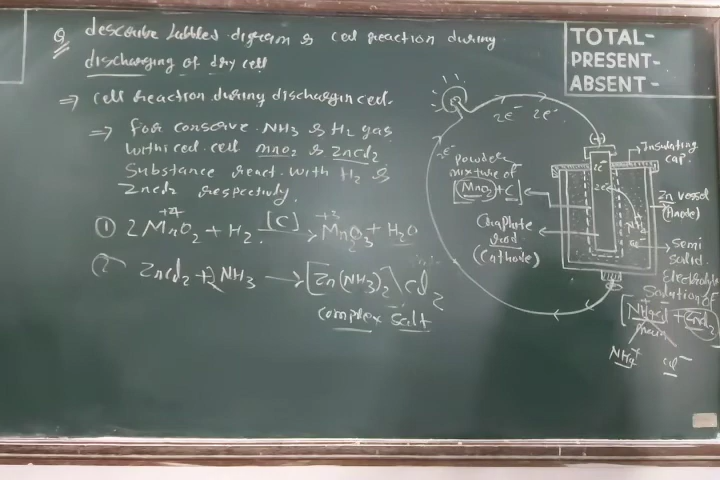 Q describe labbled digram & cell reaction during
discharging of dry cell
⇒ cell reaction during discharging cell.
⇒ for conserve NH3 & H2 gas
within cell. cell MnO2 & ZnCl2
substance react with H2 &
ZnCl2 respectively.
① 2MnO2 + H2 [C]→ Mn2O3 + H2O
+4 +3
② ZnCl2 + 2NH3 → [Zn(NH3)2]Cl2
complex salt
TOTAL-
PRESENT-
ABSENT-
2e⁻ 2e⁻
2e⁻
(+)
Insulating
cap.
powder
mixture of
(MnO2 + C)
Graphite
rod
(Cathode)
Zn vessel
(Anode)
Semi
solid
Electrolyte
Solution of
[NH4Cl + ZnCl2]
NH4⁺ Cl⁻